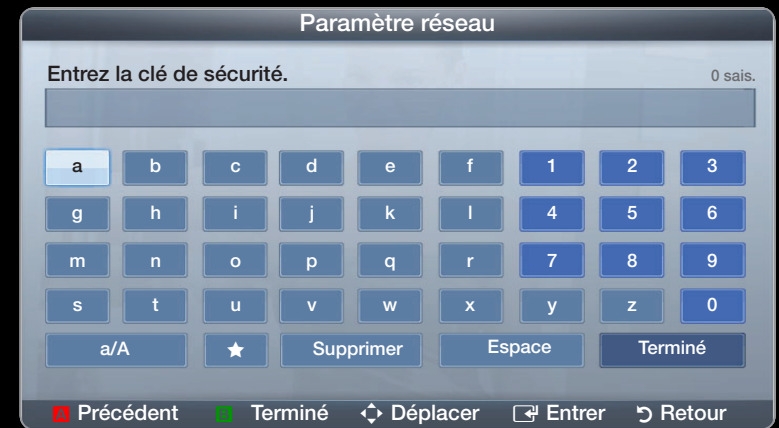 Paramètre réseau
Entrez la clé de sécurité. 0 sais.
a b c d e f 1 2 3
g h i j k l 4 5 6
m n o p q r 7 8 9
s t u v w x y z 0
a/A ★ Supprimer Espace Terminé
A Précédent B Terminé Déplacer Entrer Retour